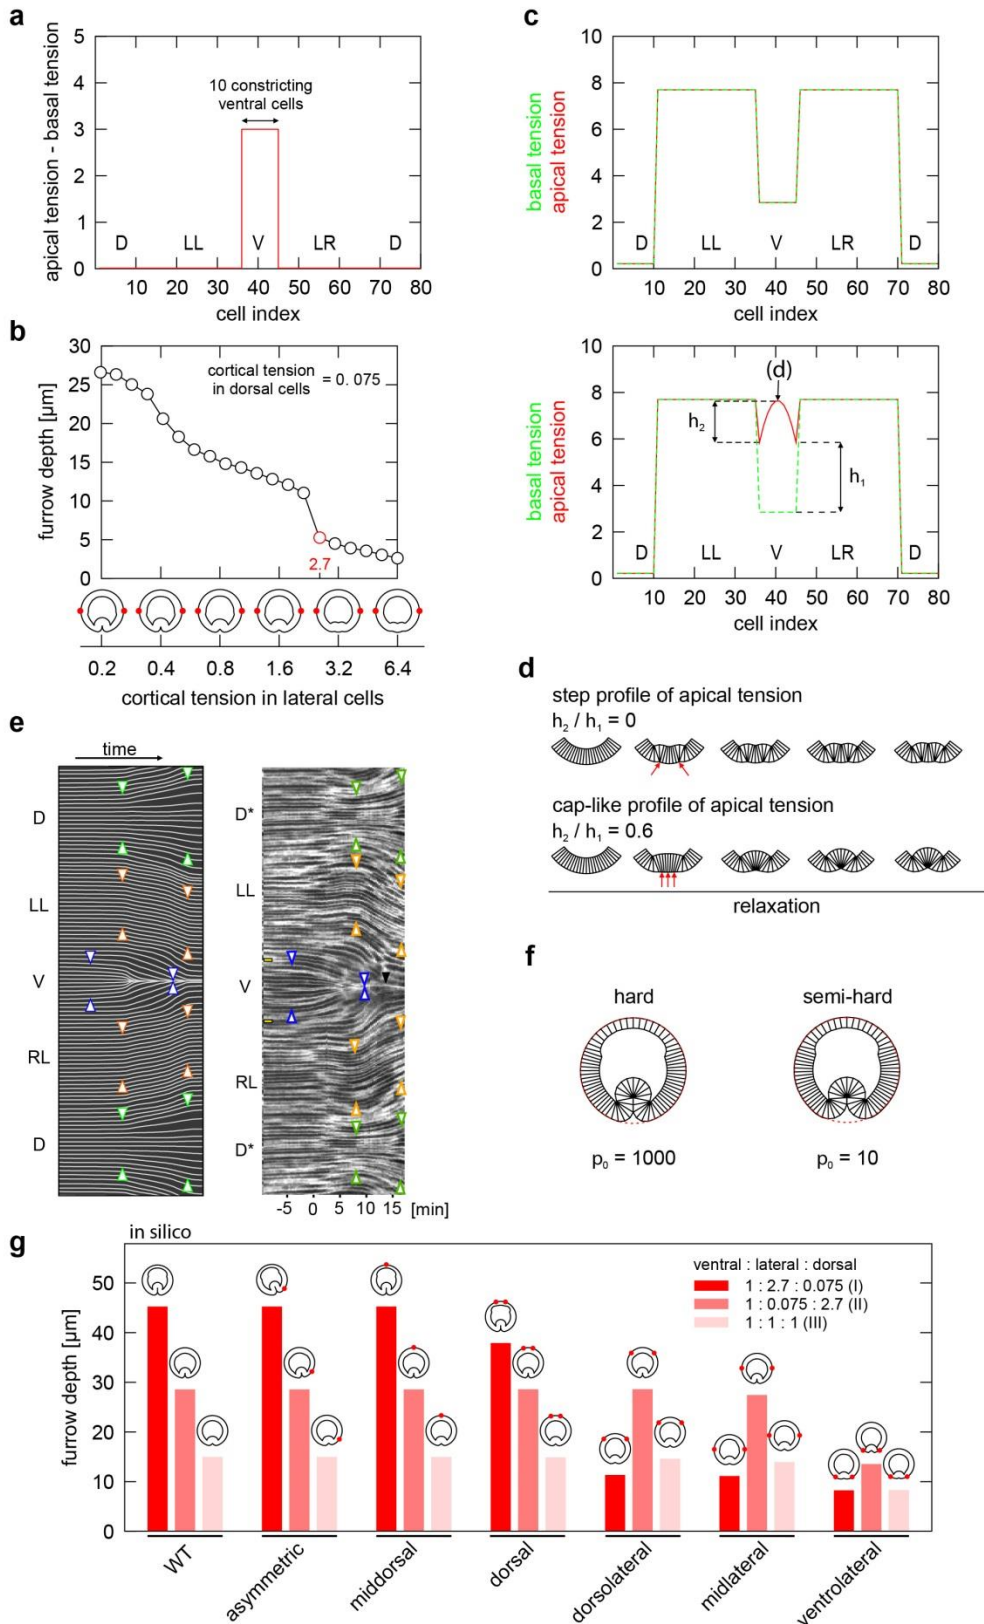 a
5
4
3
2
1
0
apical tension - basal tension
10 constricting
ventral cells
D
LL
V
LR
D
0 10 20 30 40 50 60 70 80
cell index
b
30
25
20
15
10
5
0
furrow depth [µm]
cortical tension
in dorsal cells = 0. 075
2.7
0.2 0.4 0.8 1.6 3.2 6.4
cortical tension in lateral cells
c
10
8
6
4
2
0
basal tension
apical tension
D LL V LR D
0 10 20 30 40 50 60 70 80
cell index
10
8
6
4
2
0
basal tension
apical tension
(d)
h2
h1
D LL V LR D
0 10 20 30 40 50 60 70 80
cell index
d
step profile of apical tension
h2 / h1 = 0
cap-like profile of apical tension
h2 / h1 = 0.6
relaxation
e
time
D
LL
V
RL
D
D*
LL
V
RL
D*
-5 0 5 10 15 [min]
f
hard
semi-hard
p0 = 1000
p0 = 10
g
in silico
50
40
30
20
10
0
furrow depth [µm]
ventral : lateral : dorsal
1 : 2.7 : 0.075 (I)
1 : 0.075 : 2.7 (II)
1 : 1 : 1 (III)
WT
asymmetric
middorsal
dorsal
dorsolateral
midlateral
ventrolateral